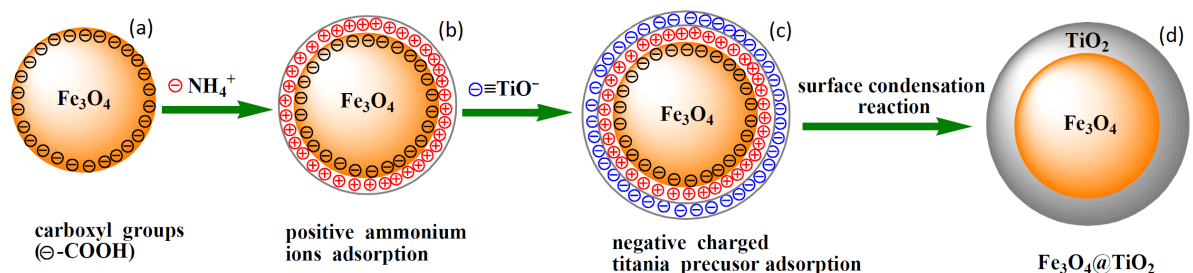 (a)
Fe₃O₄
carboxyl groups
(⊖-COOH)
⊖ NH₄⁺
(b)
Fe₃O₄
positive ammonium
ions adsorption
⊖≡TiO⁻
(c)
Fe₃O₄
negative charged
titania precusor adsorption
surface condensation
reaction
(d)
TiO₂
Fe₃O₄
Fe₃O₄@TiO₂